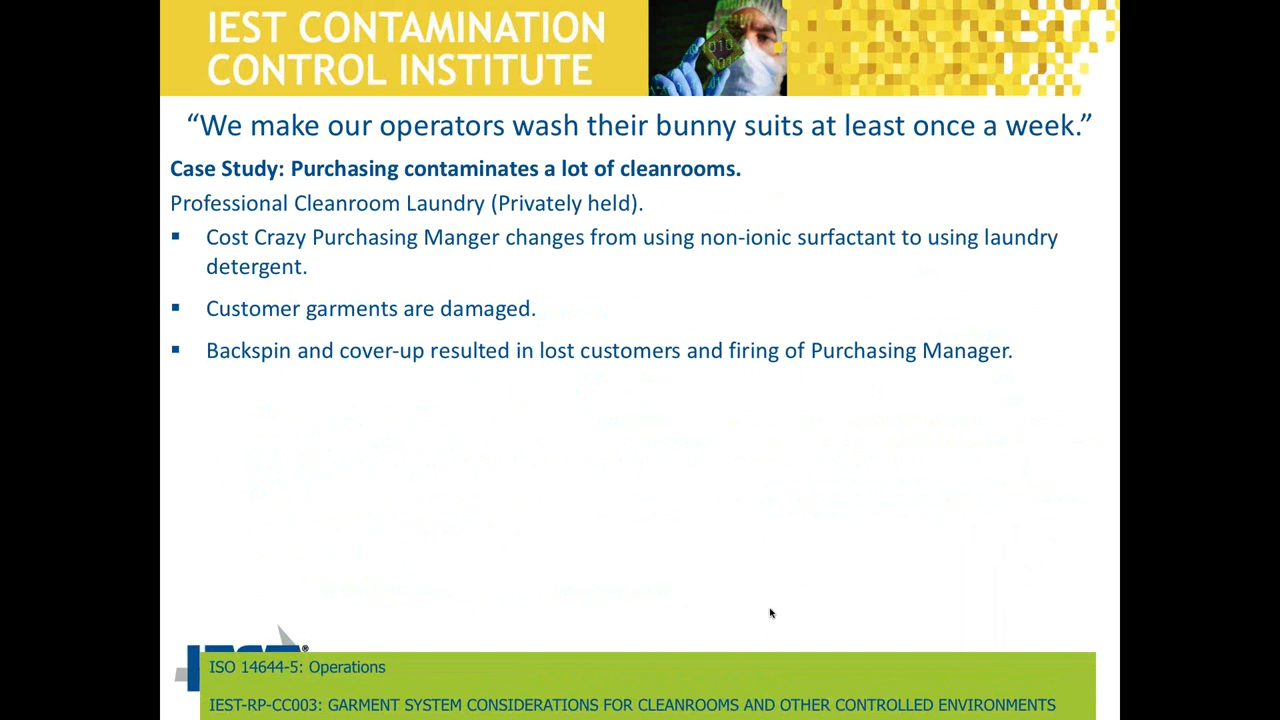 IEST CONTAMINATION
CONTROL INSTITUTE
“We make our operators wash their bunny suits at least once a week.”
Case Study: Purchasing contaminates a lot of cleanrooms.
Professional Cleanroom Laundry (Privately held).
▪ Cost Crazy Purchasing Manger changes from using non-ionic surfactant to using laundry
detergent.
▪ Customer garments are damaged.
▪ Backspin and cover-up resulted in lost customers and firing of Purchasing Manager.
ISO 14644-5: Operations
IEST-RP-CC003: GARMENT SYSTEM CONSIDERATIONS FOR CLEANROOMS AND OTHER CONTROLLED ENVIRONMENTS